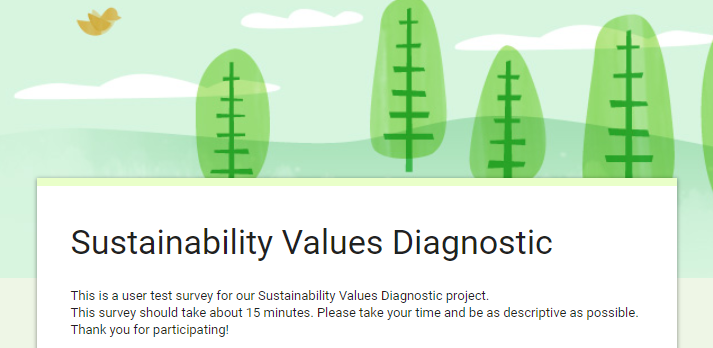 Sustainability Values Diagnostic
This is a user test survey for our Sustainability Values Diagnostic project.
This survey should take about 15 minutes. Please take your time and be as descriptive as possible.
Thank you for participating!